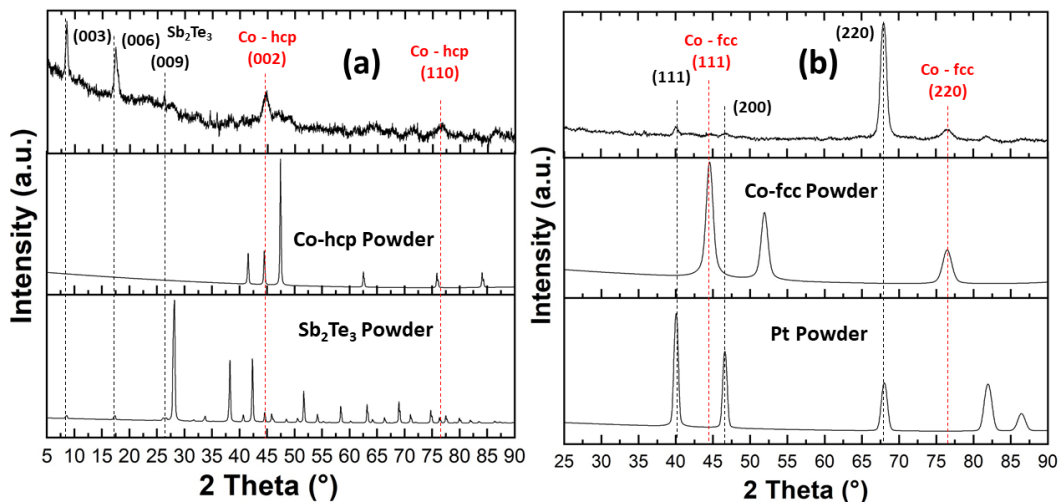 (003)
(006)
Sb₂Te₃
(009)
Co - hcp
(002)
(a)
Co - hcp
(110)
Co-hcp Powder
Sb₂Te₃ Powder
Intensity (a.u.)
5 10 15 20 25 30 35 40 45 50 55 60 65 70 75 80 85 90
2 Theta (°)
(111)
Co - fcc
(111)
(200)
(b)
(220)
Co - fcc
(220)
Co-fcc Powder
Pt Powder
Intensity (a.u.)
25 30 35 40 45 50 55 60 65 70 75 80 85 90
2 Theta (°)